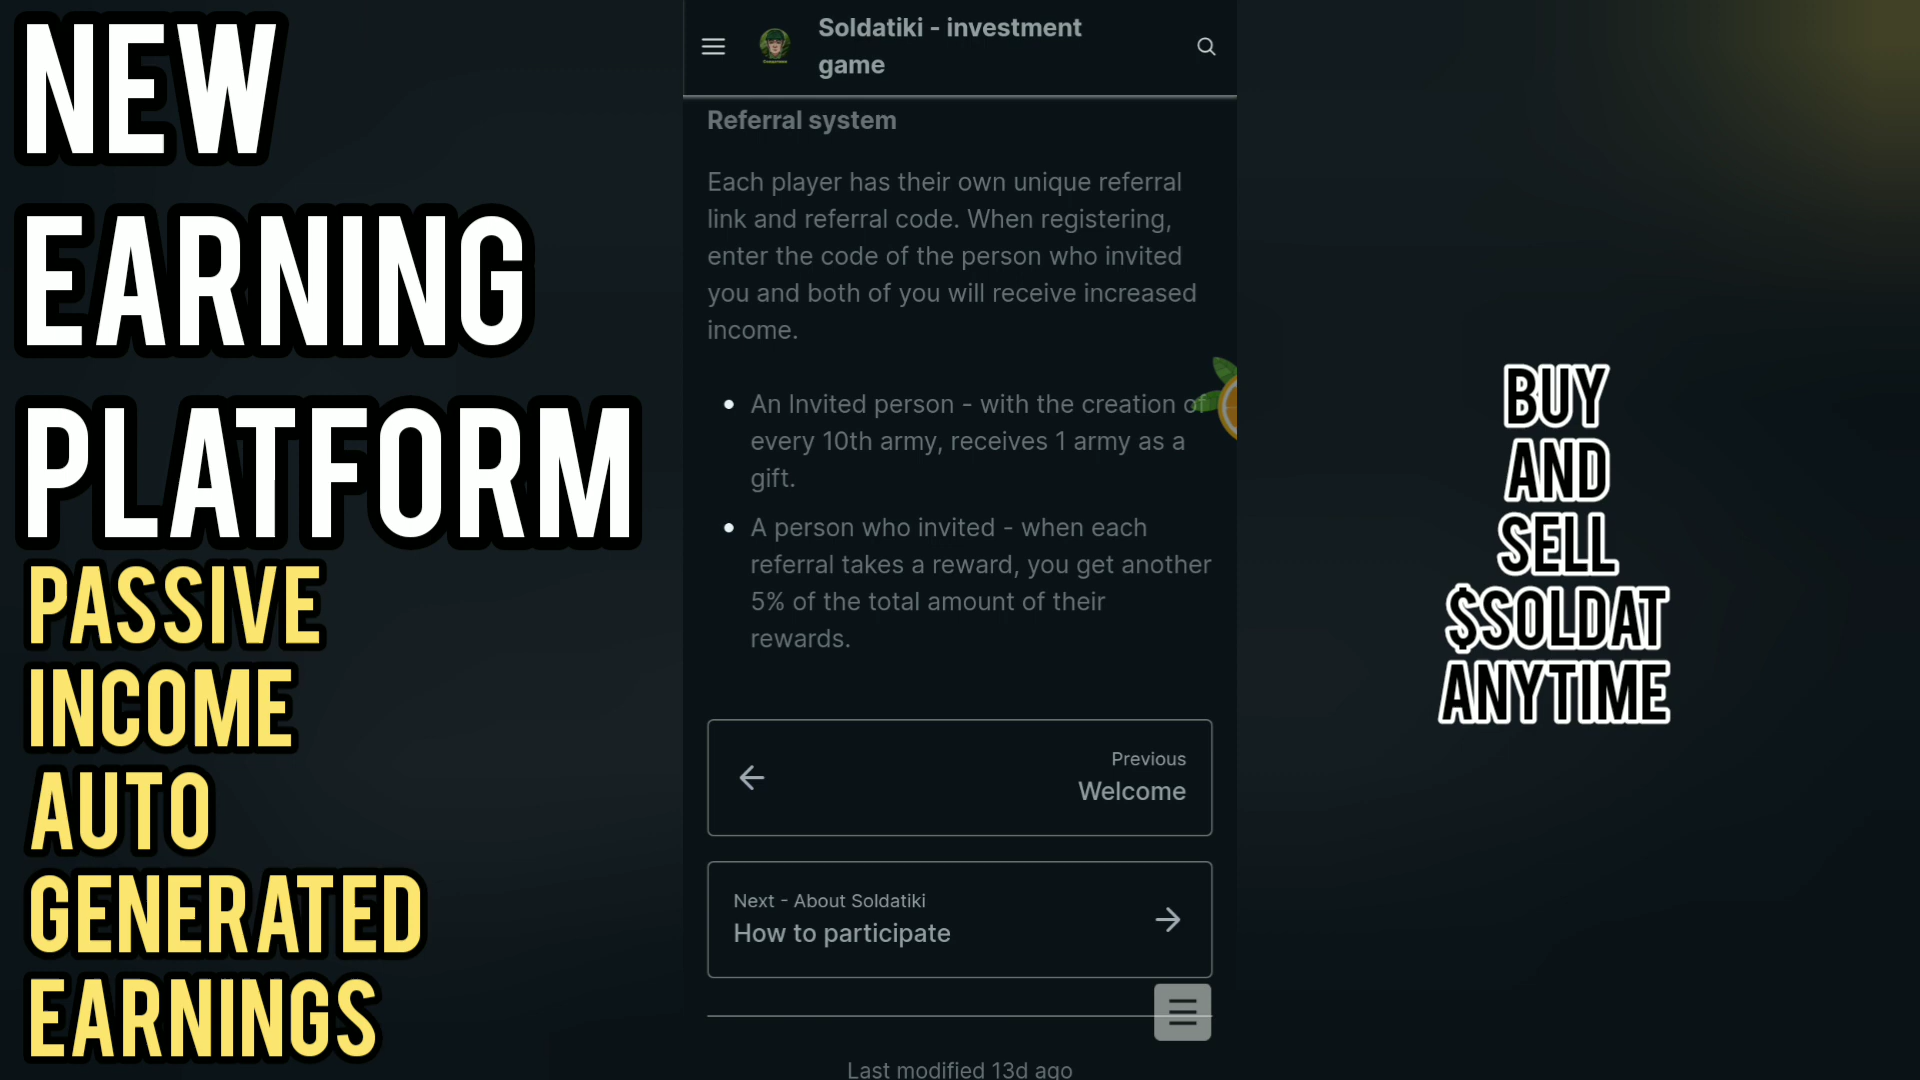 NEW
EARNING
PLATFORM
PASSIVE
INCOME
AUTO
GENERATED
EARNINGS
Soldatiki - investment
game
Referral system
Each player has their own unique referral
link and referral code. When registering,
enter the code of the person who invited
you and both of you will receive increased
income.
An Invited person - with the creation of
every 10th army, receives 1 army as a
gift.
A person who invited - when each
referral takes a reward, you get another
5% of the total amount of their
rewards.
Previous
Welcome
Next - About Soldatiki
How to participate
Last modified 13d ago
BUY
AND
SELL
$SOLDAT
ANYTIME